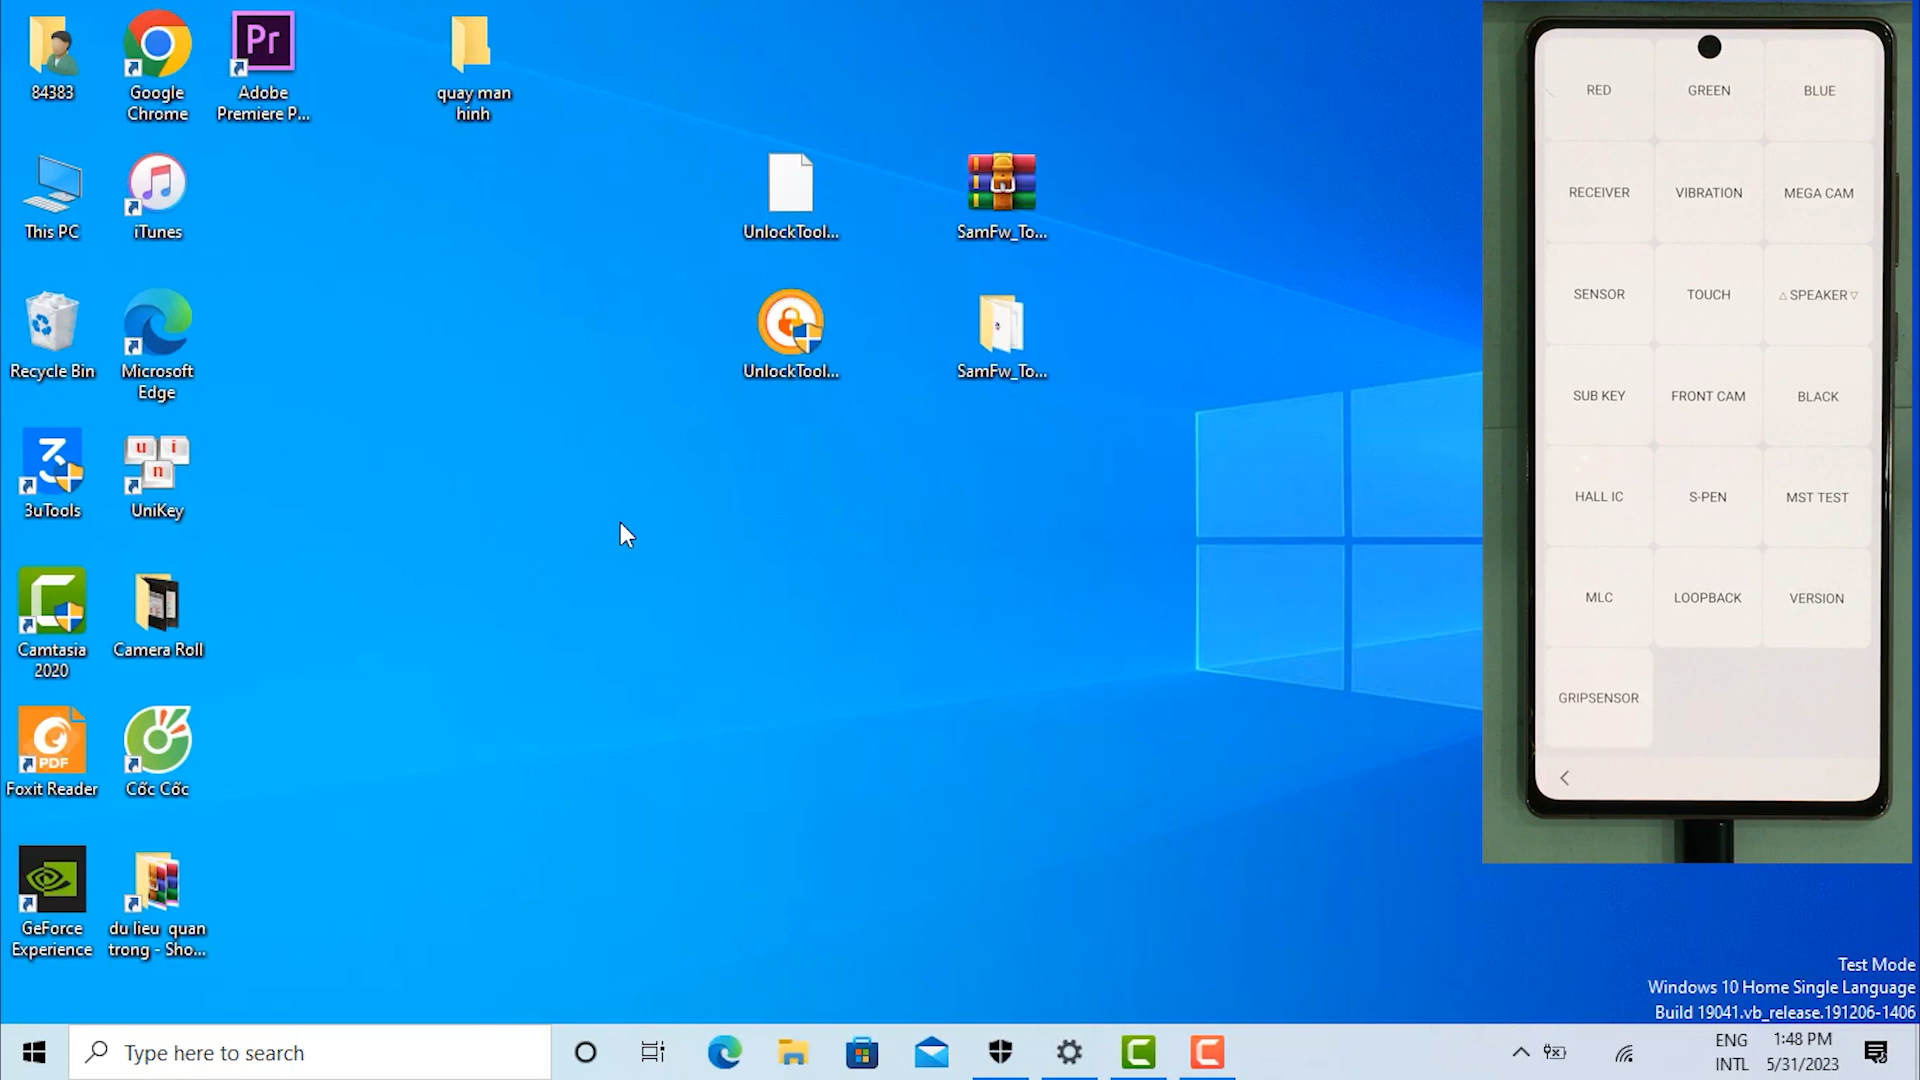 84383
Google
Chrome
Pr
Adobe
Premiere P...
quay man
hinh
This PC
iTunes
UnlockTool...
SamFw_To...
Recycle Bin
Microsoft
Edge
UnlockTool...
SamFw_To...
3uTools
u i
n
UniKey
Camtasia
2020
Camera Roll
PDF
Foxit Reader
Cốc Cốc
GeForce
Experience
du lieu quan
trong - Sho...
RED
GREEN
BLUE
RECEIVER
VIBRATION
MEGA CAM
SENSOR
TOUCH
△ SPEAKER ▽
SUB KEY
FRONT CAM
BLACK
HALL IC
S-PEN
MST TEST
MLC
LOOPBACK
VERSION
GRIPSENSOR
Test Mode
Windows 10 Home Single Language
Build 19041.vb_release.191206-1406
Type here to search
ENG
INTL
1:48 PM
5/31/2023